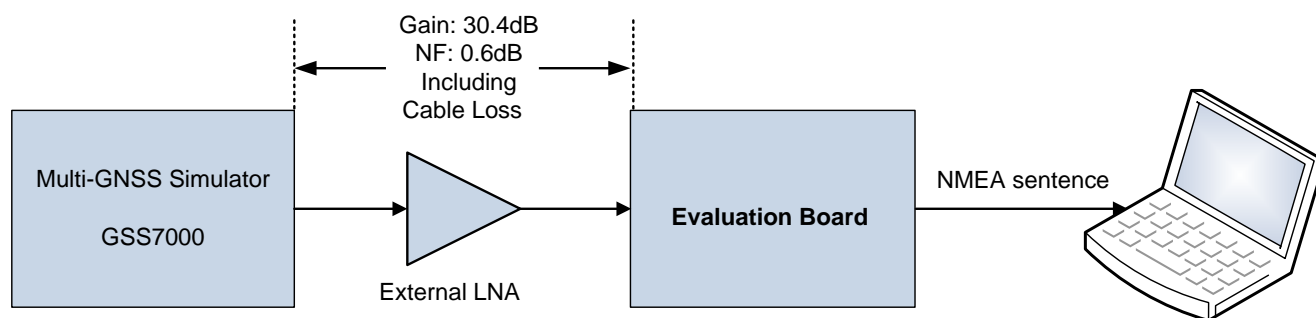 Gain: 30.4dB
NF: 0.6dB
Including
Cable Loss
Multi-GNSS Simulator
GSS7000
External LNA
Evaluation Board
NMEA sentence